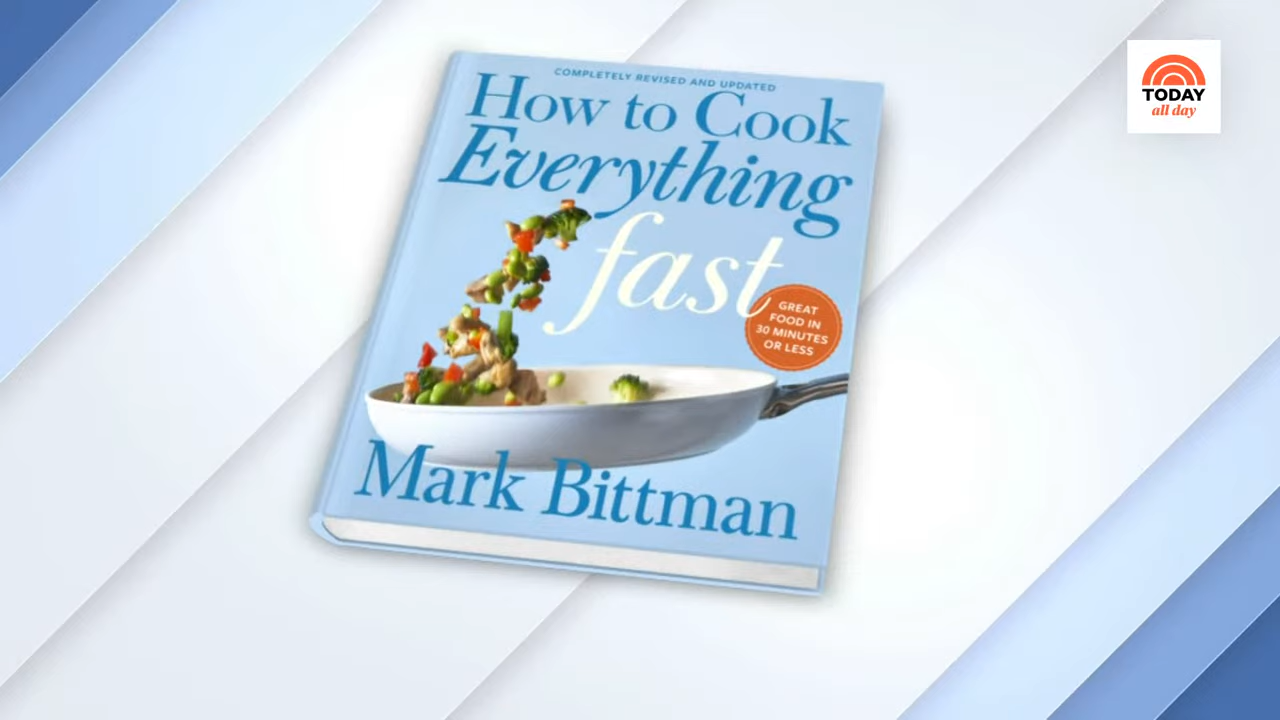 COMPLETELY REVISED AND UPDATED
How to Cook
Everything
fast
GREAT
FOOD IN
30 MINUTES
OR LESS
Mark Bittman
TODAY
all day